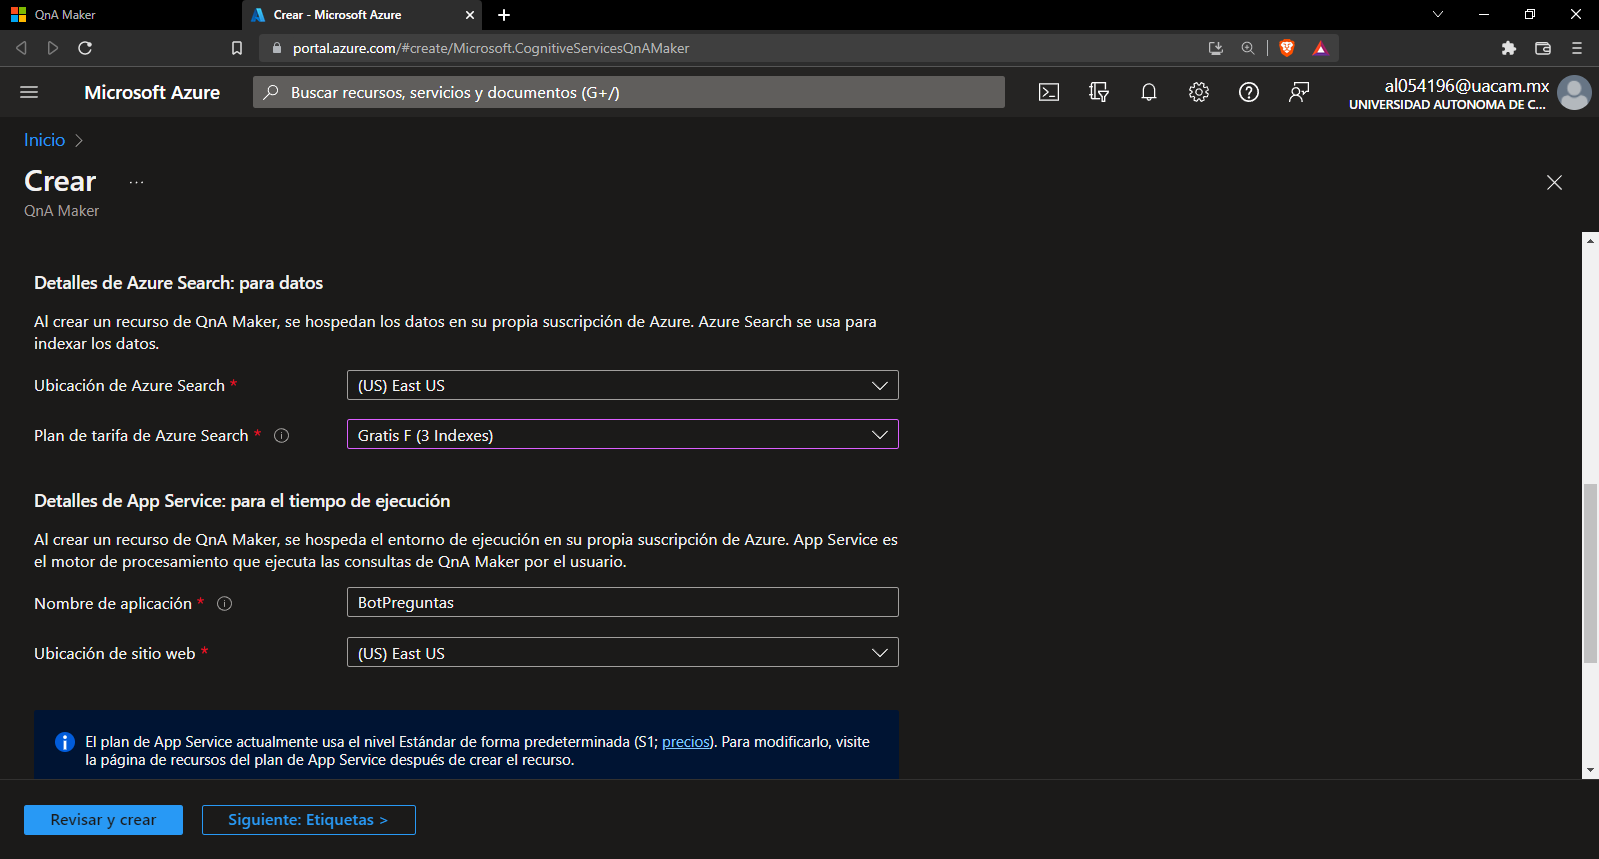 QnA Maker
Crear - Microsoft Azure
portal.azure.com/#create/Microsoft.CognitiveServicesQnAMaker
Microsoft Azure
Buscar recursos, servicios y documentos (G+/)
al054196@uacam.mx
UNIVERSIDAD AUTONOMA DE C...
Inicio
Crear
...
QnA Maker
Detalles de Azure Search: para datos
Al crear un recurso de QnA Maker, se hospedan los datos en su propia suscripción de Azure. Azure Search se usa para
indexar los datos.
Ubicación de Azure Search *
(US) East US
Plan de tarifa de Azure Search *
Gratis F (3 Indexes)
Detalles de App Service: para el tiempo de ejecución
Al crear un recurso de QnA Maker, se hospeda el entorno de ejecución en su propia suscripción de Azure. App Service es
el motor de procesamiento que ejecuta las consultas de QnA Maker por el usuario.
Nombre de aplicación *
BotPreguntas
Ubicación de sitio web *
(US) East US
El plan de App Service actualmente usa el nivel Estándar de forma predeterminada (S1; precios). Para modificarlo, visite
la página de recursos del plan de App Service después de crear el recurso.
Revisar y crear
Siguiente: Etiquetas >